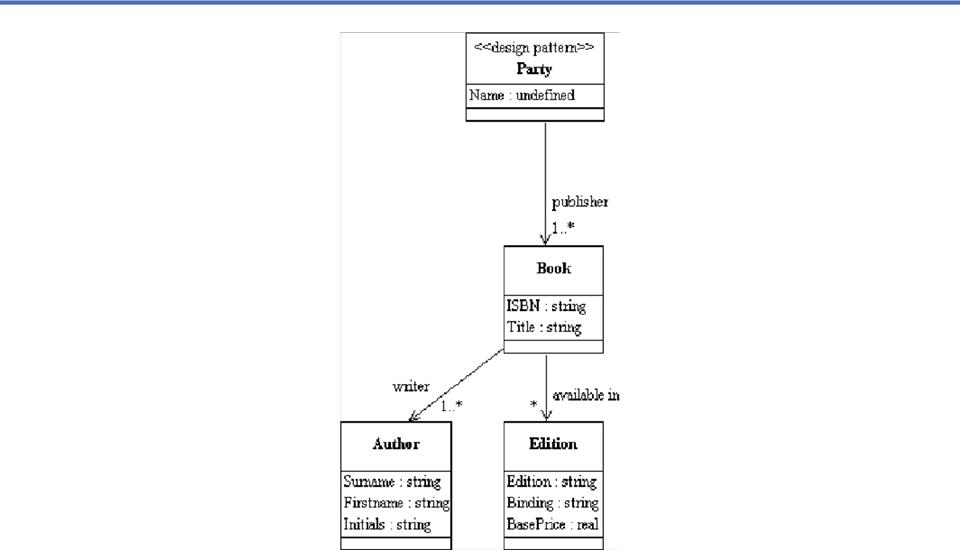 <<design pattern>>
Party
Name : undefined
publisher
1..*
Book
ISBN : string
Title : string
writer
1..*
available in
*
Author
Surname : string
Firstname : string
Initials : string
Edition
Edition : string
Binding : string
BasePrice : real